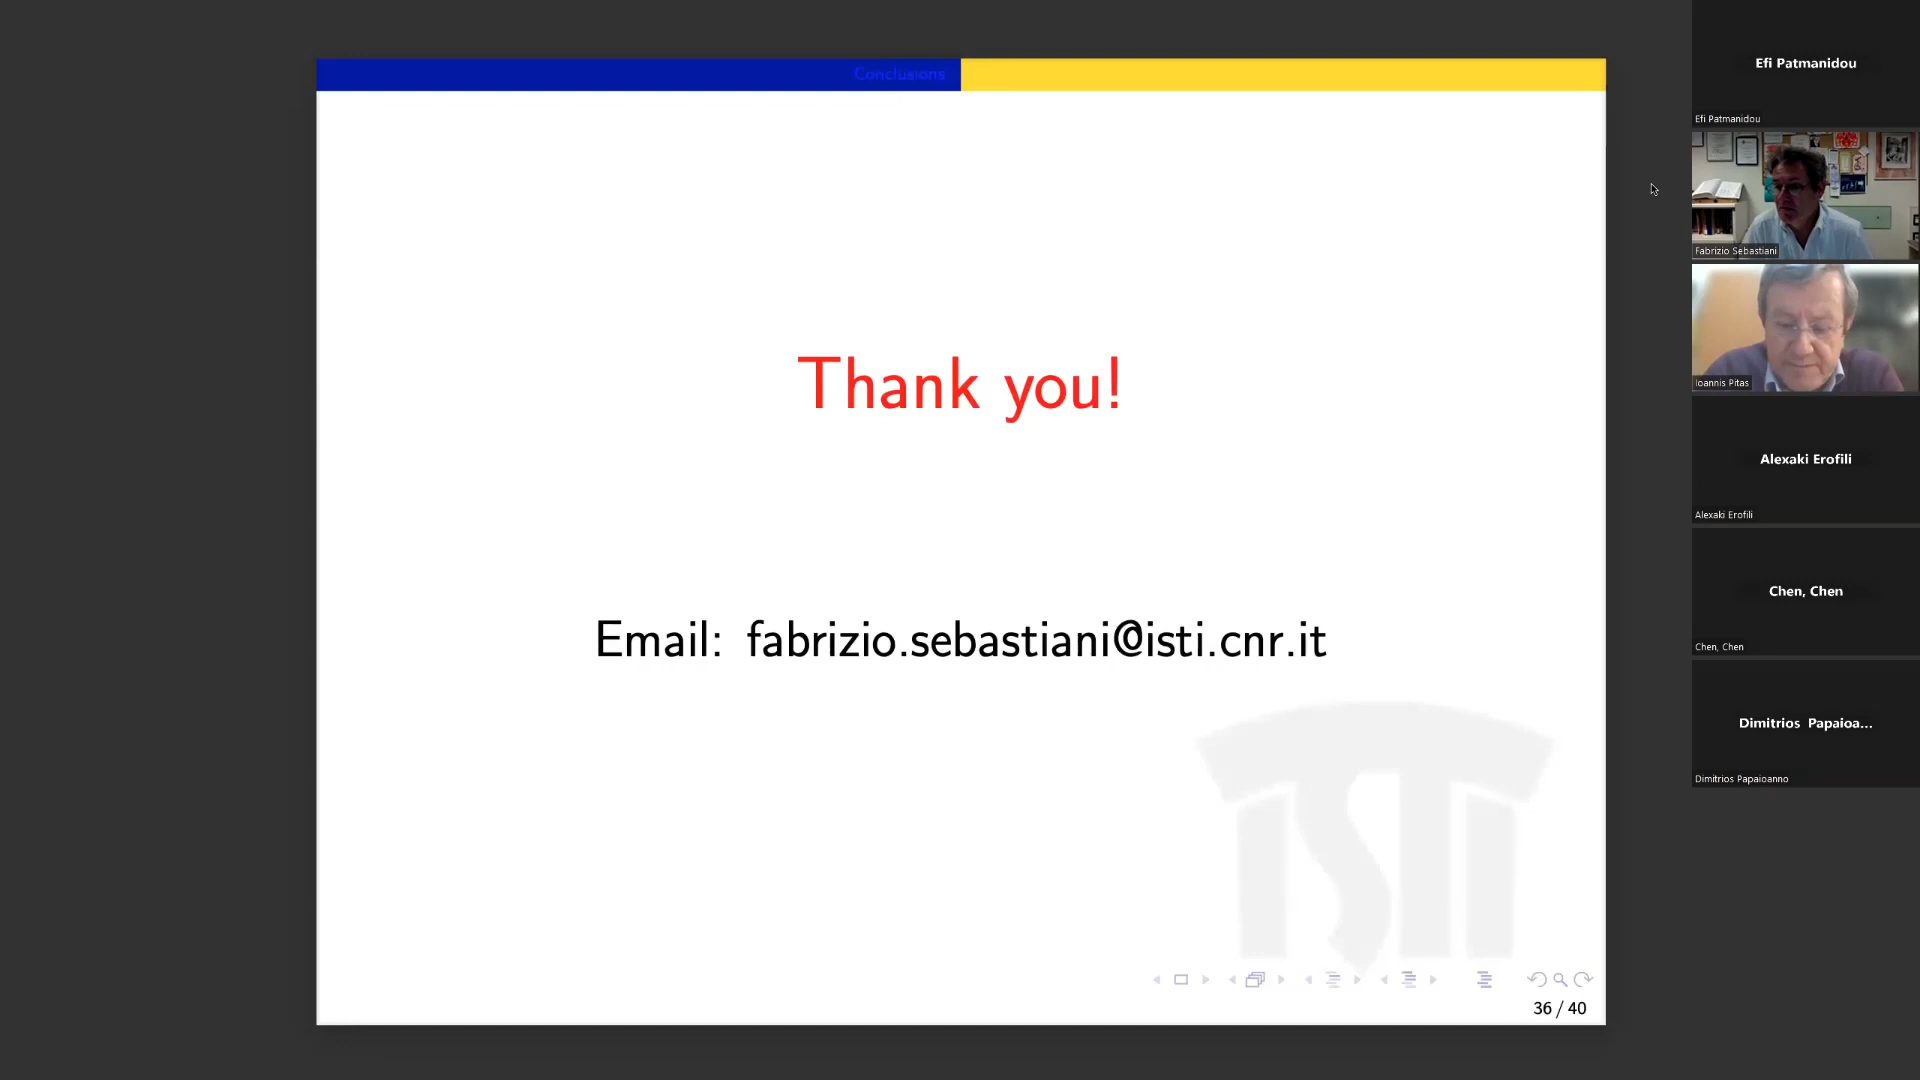 Conclusions
Thank you!
Email: fabrizio.sebastiani@isti.cnr.it
ISTI
36 / 40
Efi Patmanidou
Efi Patmanidou
Fabrizio Sebastiani
Ioannis Pitas
Alexaki Erofili
Alexaki Erofili
Chen, Chen
Chen, Chen
Dimitrios Papaioa...
Dimitrios Papaioanno